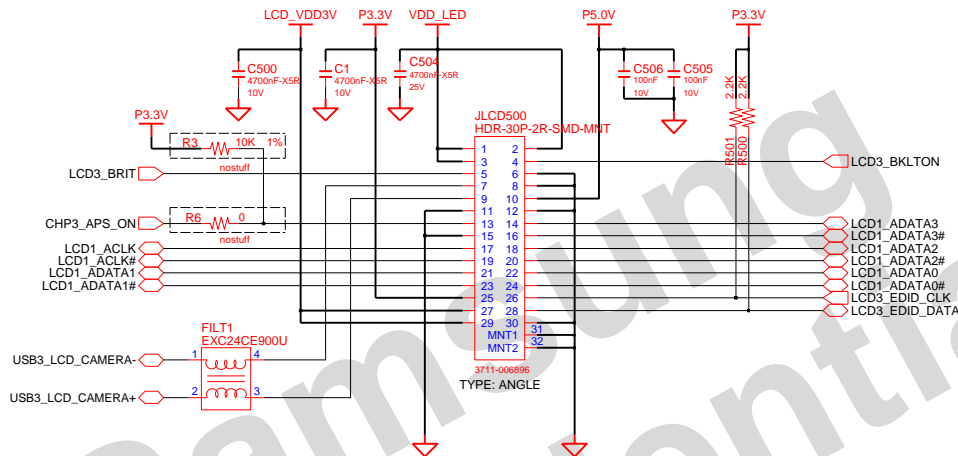 LCD_VDD3V P3.3V VDD_LED P5.0V P3.3V
C500
4700nF-X5R
10V
C1
4700nF-X5R
10V
C504
4700nF-X5R
25V
C506
100nF
10V
C505
100nF
10V
2.2K
2.2K
R501
R500
P3.3V
R3 10K 1%
nostuff
JLCD500
HDR-30P-2R-SMD-MNT
1 2
3 4
5 6
7 8
9 10
11 12
13 14
15 16
17 18
19 20
21 22
23 24
25 26
27 28
29 30
MNT1 31
MNT2 32
3711-006896
TYPE: ANGLE
LCD3_BRIT
CHP3_APS_ON
R6 0
nostuff
LCD1_ACLK
LCD1_ACLK#
LCD1_ADATA1
LCD1_ADATA1#
LCD3_BKLTON
LCD1_ADATA3
LCD1_ADATA3#
LCD1_ADATA2
LCD1_ADATA2#
LCD1_ADATA0
LCD1_ADATA0#
LCD3_EDID_CLK
LCD3_EDID_DATA
FILT1
EXC24CE900U
USB3_LCD_CAMERA- 1 4
USB3_LCD_CAMERA+ 2 3
Samsung